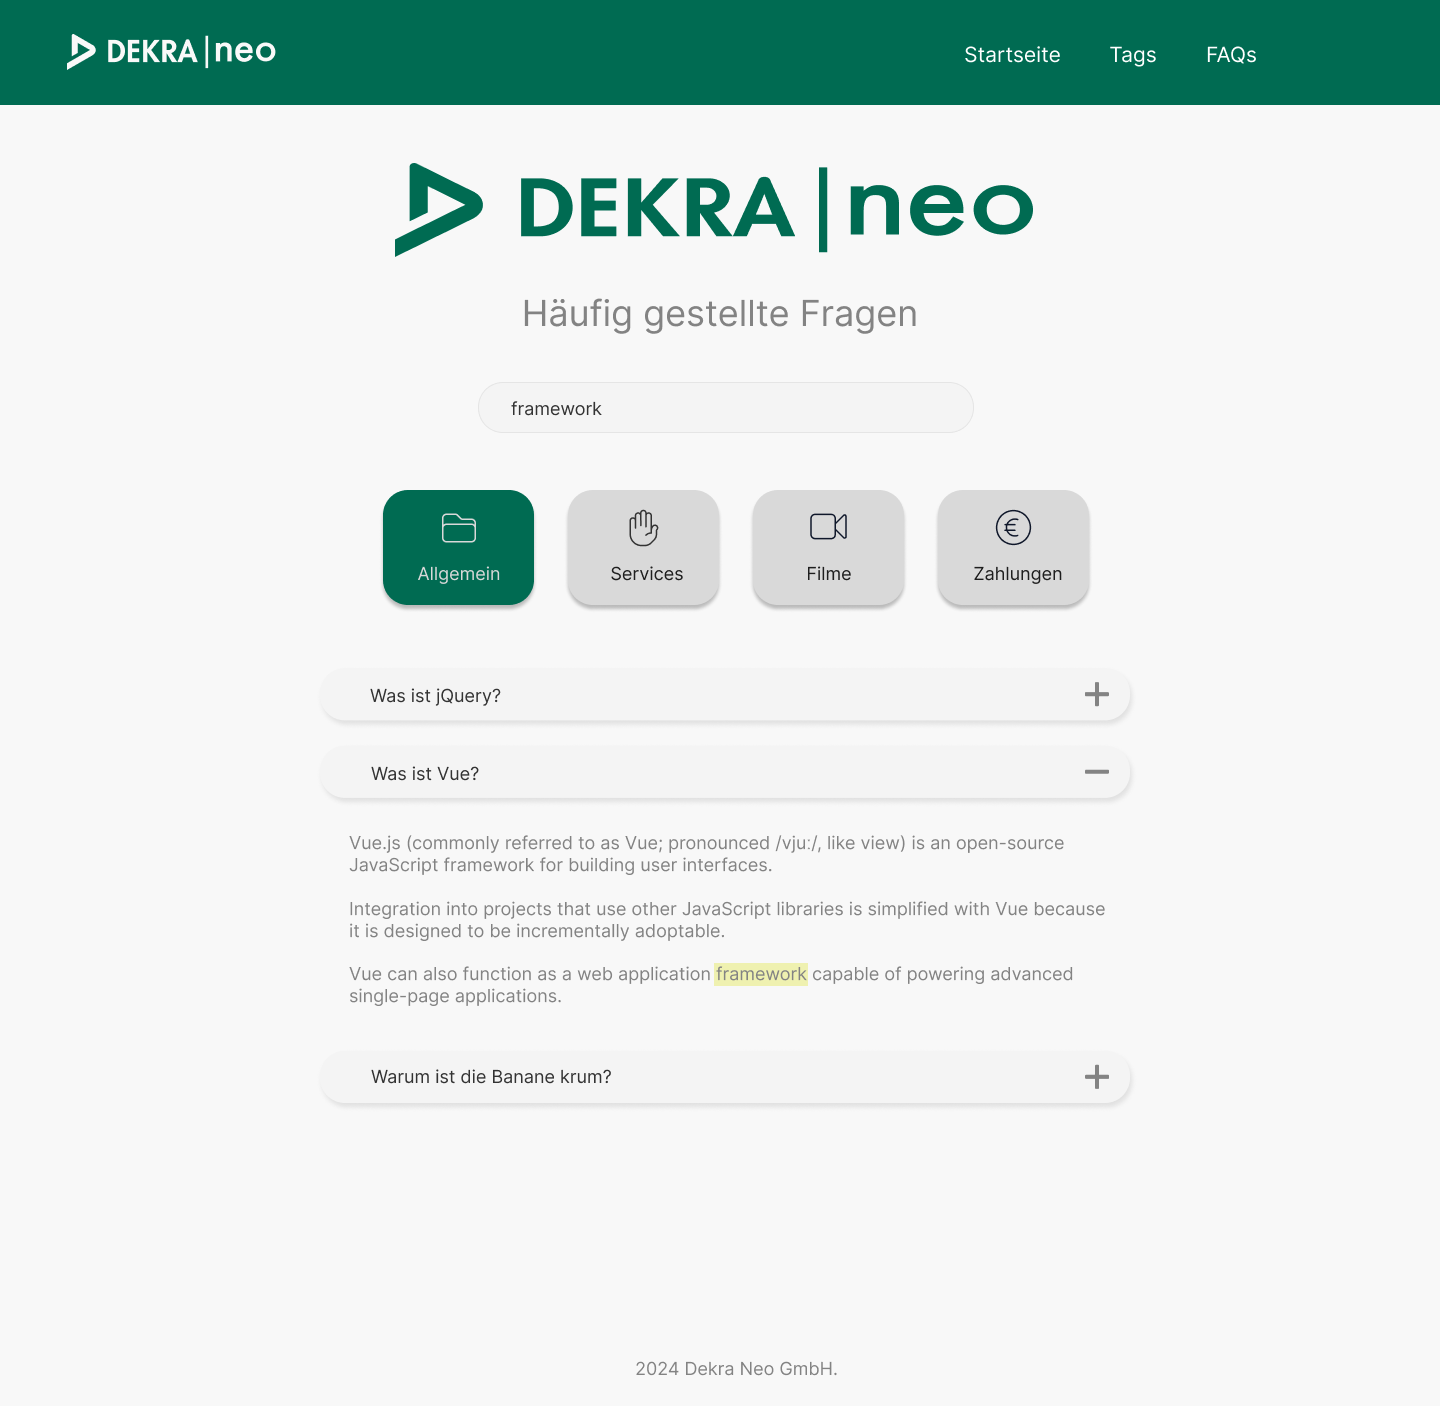 DEKRA|neo
Startseite Tags FAQs
DEKRA|neo
Häufig gestellte Fragen
framework
Allgemein Services Filme Zahlungen
Was ist jQuery?
Was ist Vue?
Vue.js (commonly referred to as Vue; pronounced /vjuː/, like view) is an open-source
JavaScript framework for building user interfaces.
Integration into projects that use other JavaScript libraries is simplified with Vue because
it is designed to be incrementally adoptable.
Vue can also function as a web application framework capable of powering advanced
single-page applications.
Warum ist die Banane krum?
2024 Dekra Neo GmbH.